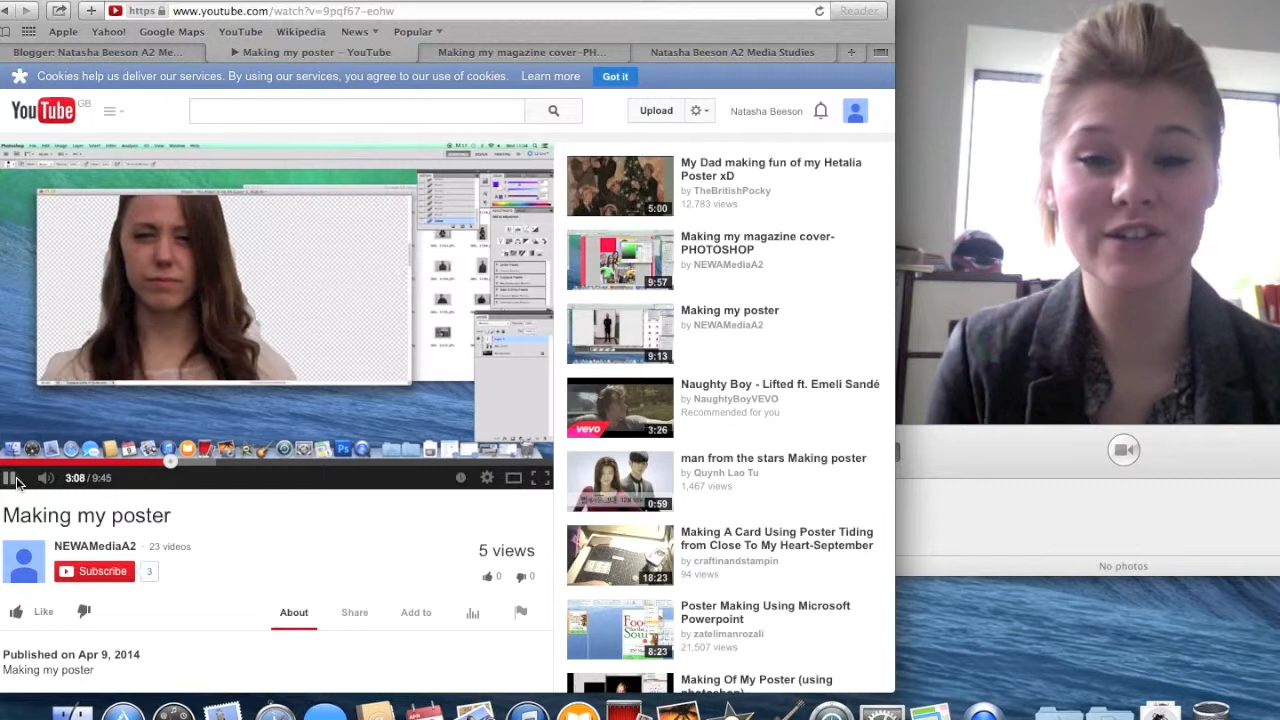 https www.youtube.com/watch?v=9pqf67-eohw Reader
Apple Yahoo! Google Maps YouTube Wikipedia News Popular
Blogger: Natasha Beeson A2 Me... Making my poster – YouTube Making my magazine cover-PH... Natasha Beeson A2 Media Studies
Cookies help us deliver our services. By using our services, you agree to our use of cookies. Learn more Got it
YouTube GB Upload Natasha Beeson
My Dad making fun of my Hetalia
Poster xD
by TheBritishPocky
12,783 views
5:00
Making my magazine cover-
PHOTOSHOP
by NEWAMediaA2
9:57
Making my poster
by NEWAMediaA2
9:13
Naughty Boy - Lifted ft. Emeli Sandé
by NaughtyBoyVEVO
Recommended for you
vevo 3:26
man from the stars Making poster
by Quynh Lao Tu
1,467 views
0:59
Making A Card Using Poster Tiding
from Close To My Heart-September
by craftinandstampin
94 views
18:23
Poster Making Using Microsoft
Powerpoint
by zatelimanrozali
21,507 views
8:23
Making Of My Poster (using
photoshop)
3:08 / 9:45
Making my poster
NEWAMediaA2 · 23 videos
Subscribe 3
5 views
0 0
Like About Share Add to
Published on Apr 9, 2014
Making my poster
No photos